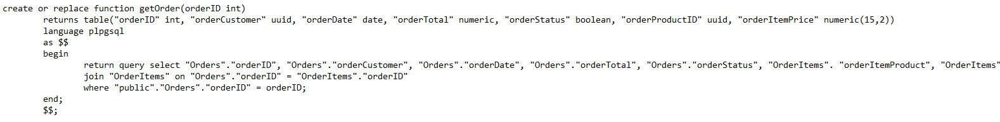 create or replace function getOrder(orderID int)
returns table("orderID" int, "orderCustomer" uuid, "orderDate" date, "orderTotal" numeric, "orderStatus" boolean, "orderProductID" uuid, "orderItemPrice" numeric(15,2))
language plpgsql
as $$
begin
return query select "Orders"."orderID", "Orders"."orderCustomer", "Orders"."orderDate", "Orders"."orderTotal", "Orders"."orderStatus", "OrderItems". "orderItemProduct", "OrderItems"
join "OrderItems" on "Orders"."orderID" = "OrderItems"."orderID"
where "public"."Orders"."orderID" = orderID;
end;
$$;